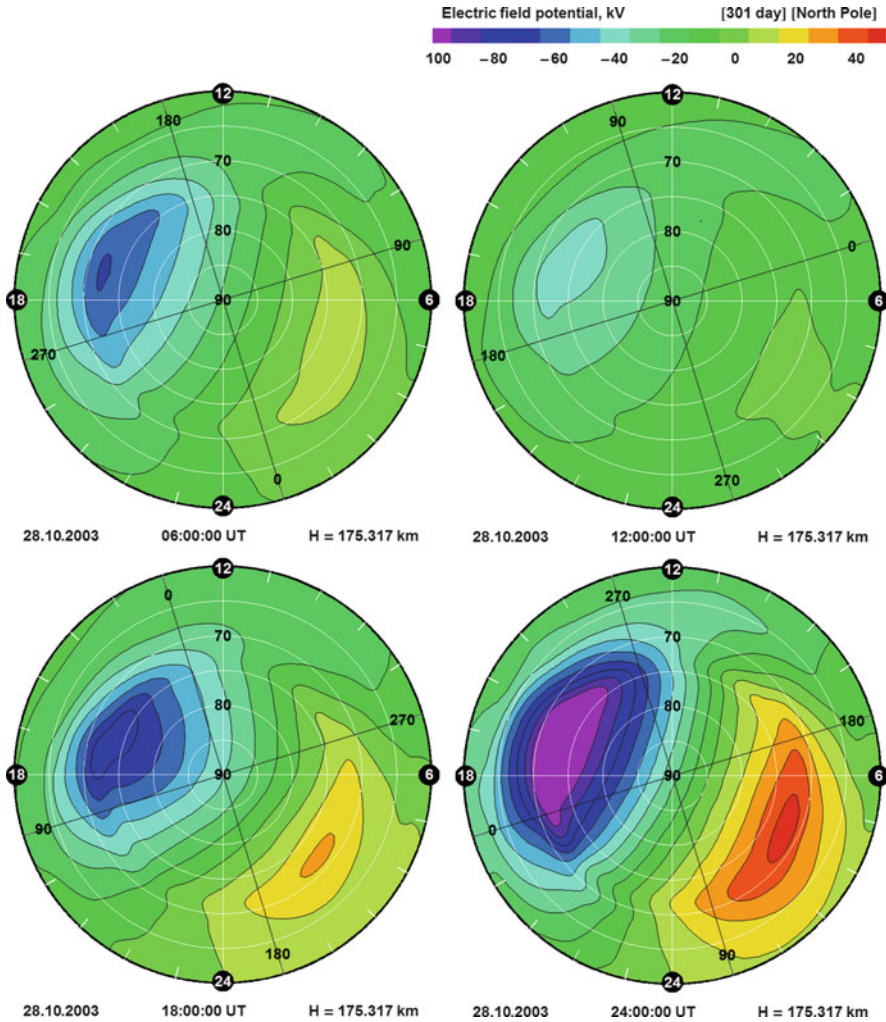 Electric field potential, kV [301 day] [North Pole]
100 –80 –60 –40 –20 0 20 40
12 12
180 90
70 70
80 80
90 0
18 90 6 18 90 6
270 180
0 270
24 24
28.10.2003 06:00:00 UT H = 175.317 km 28.10.2003 12:00:00 UT H = 175.317 km
12 12
0 270
70 70
80 80
270 180
18 90 6 18 90 6
90 0
180 90
24 24
28.10.2003 18:00:00 UT H = 175.317 km 28.10.2003 24:00:00 UT H = 175.317 km